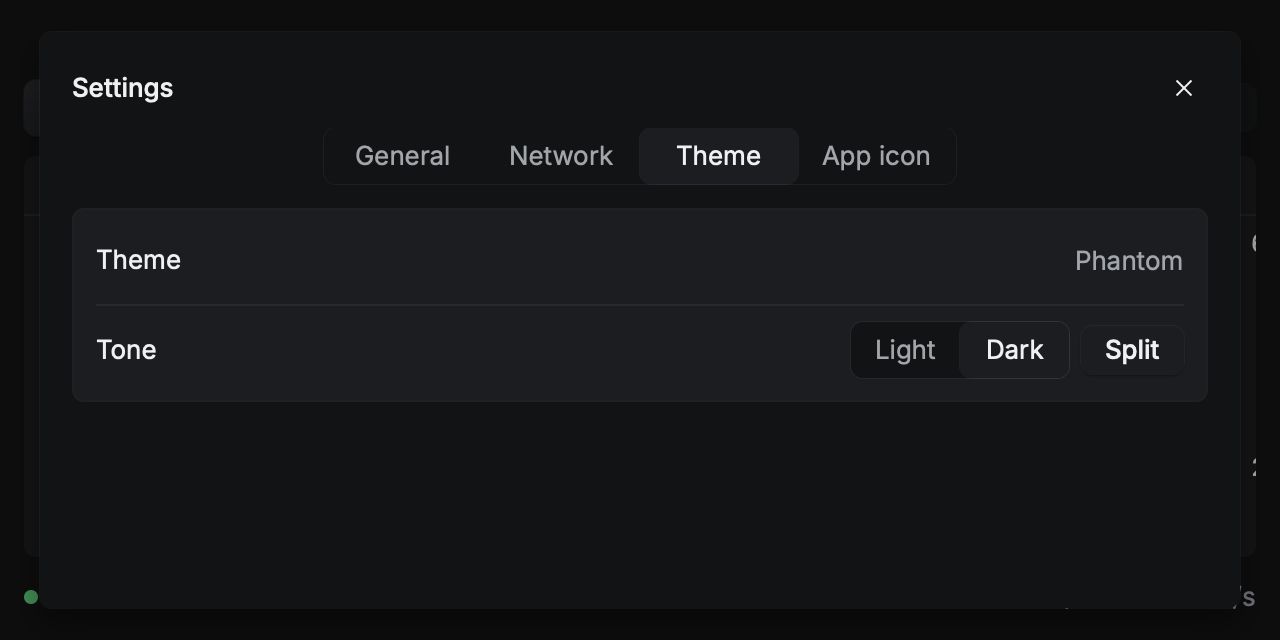 Settings
General Network Theme App icon
Theme Phantom
Tone Light Dark Split